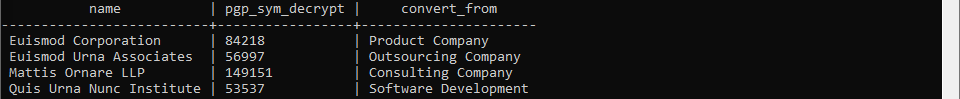 name | pgp_sym_decrypt | convert_from
---------------------------+------------------+----------------------
Euismod Corporation | 84218 | Product Company
Euismod Urna Associates | 56997 | Outsourcing Company
Mattis Ornare LLP | 149151 | Consulting Company
Quis Urna Nunc Institute | 53537 | Software Development